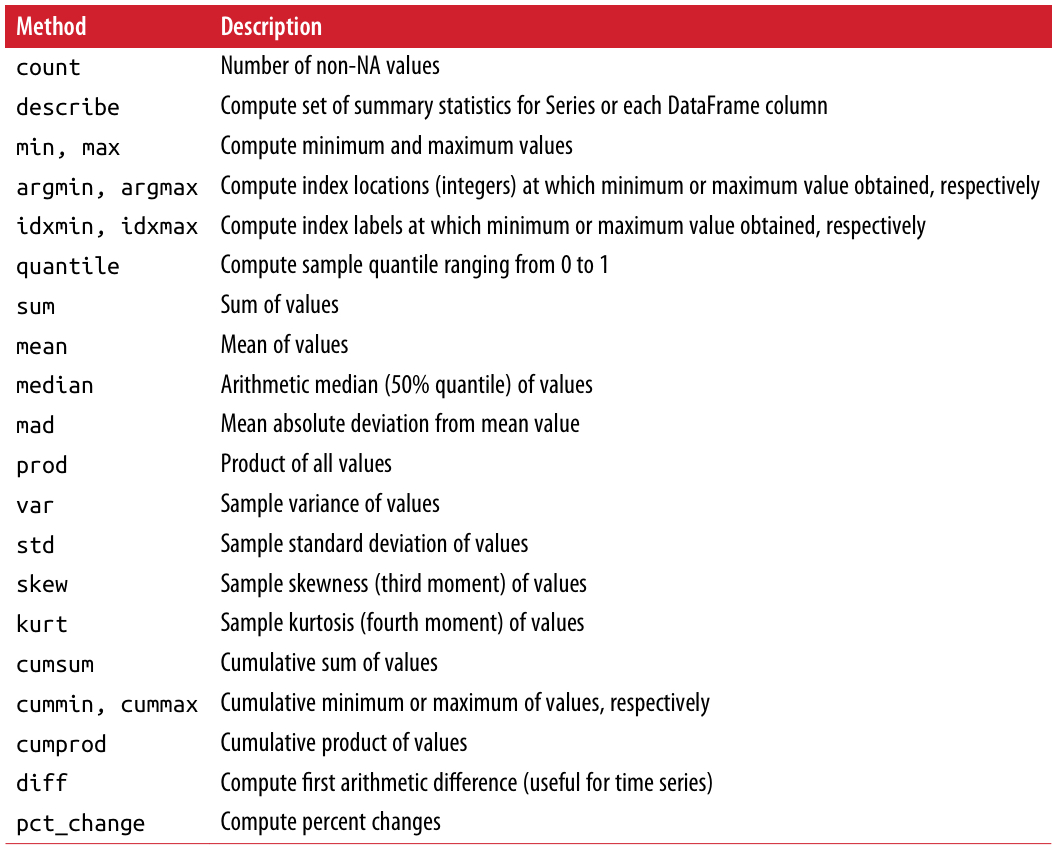 Method Description
count Number of non-NA values
describe Compute set of summary statistics for Series or each DataFrame column
min, max Compute minimum and maximum values
argmin, argmax Compute index locations (integers) at which minimum or maximum value obtained, respectively
idxmin, idxmax Compute index labels at which minimum or maximum value obtained, respectively
quantile Compute sample quantile ranging from 0 to 1
sum Sum of values
mean Mean of values
median Arithmetic median (50% quantile) of values
mad Mean absolute deviation from mean value
prod Product of all values
var Sample variance of values
std Sample standard deviation of values
skew Sample skewness (third moment) of values
kurt Sample kurtosis (fourth moment) of values
cumsum Cumulative sum of values
cummin, cummax Cumulative minimum or maximum of values, respectively
cumprod Cumulative product of values
diff Compute first arithmetic difference (useful for time series)
pct_change Compute percent changes